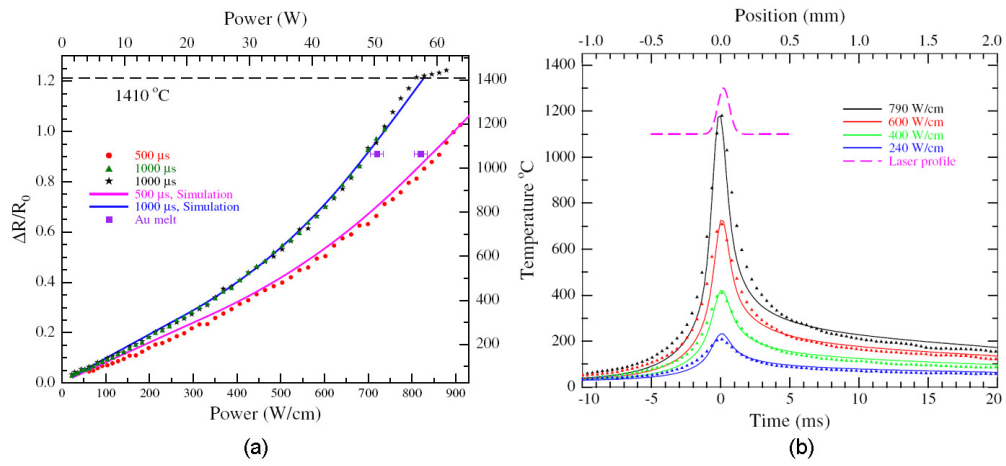 Power (W)
0 10 20 30 40 50 60
1.2
1.0
0.8
0.6
0.4
0.2
0.0
ΔR/R0
1410 °C
500 µs
1000 µs
1000 µs
500 µs, Simulation
1000 µs, Simulation
Au melt
1400
1200
1000
800
600
400
200
0 100 200 300 400 500 600 700 800 900
Power (W/cm)
(a)
Position (mm)
-1.0 -0.5 0.0 0.5 1.0 1.5 2.0
1400
1200
1000
800
600
400
200
0
Temperature °C
790 W/cm
600 W/cm
400 W/cm
240 W/cm
Laser profile
-10 -5 0 5 10 15 20
Time (ms)
(b)